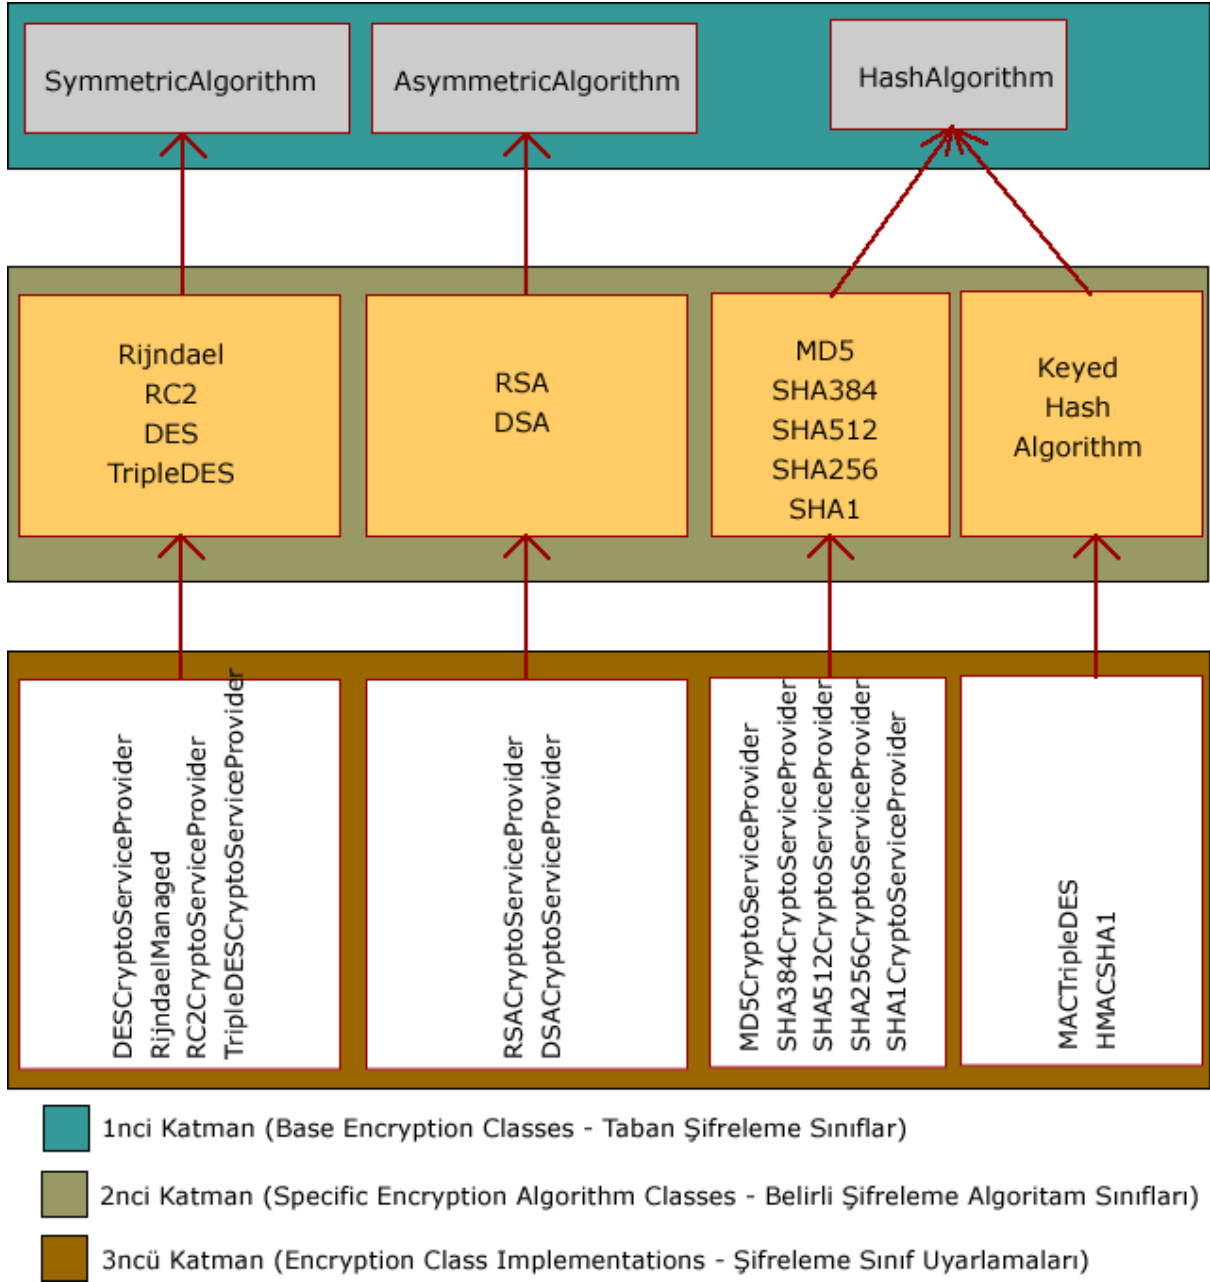 SymmetricAlgorithm
AsymmetricAlgorithm
HashAlgorithm
Rijndael
RC2
DES
TripleDES
RSA
DSA
MD5
SHA384
SHA512
SHA256
SHA1
Keyed
Hash
Algorithm
DESCryptoServiceProvider
RijndaelManaged
RC2CryptoServiceProvider
TripleDESCryptoServiceProvider
RSACryptoServiceProvider
DSACryptoServiceProvider
MD5CryptoServiceProvider
SHA384CryptoServiceProvider
SHA512CryptoServiceProvider
SHA256CryptoServiceProvider
SHA1CryptoServiceProvider
MACTripleDES
HMACSHA1
1nci Katman (Base Encryption Classes - Taban Şifreleme Sınıflar)
2nci Katman (Specific Encryption Algorithm Classes - Belirli Şifreleme Algoritam Sınıfları)
3ncü Katman (Encryption Class Implementations - Şifreleme Sınıf Uyarlamaları)